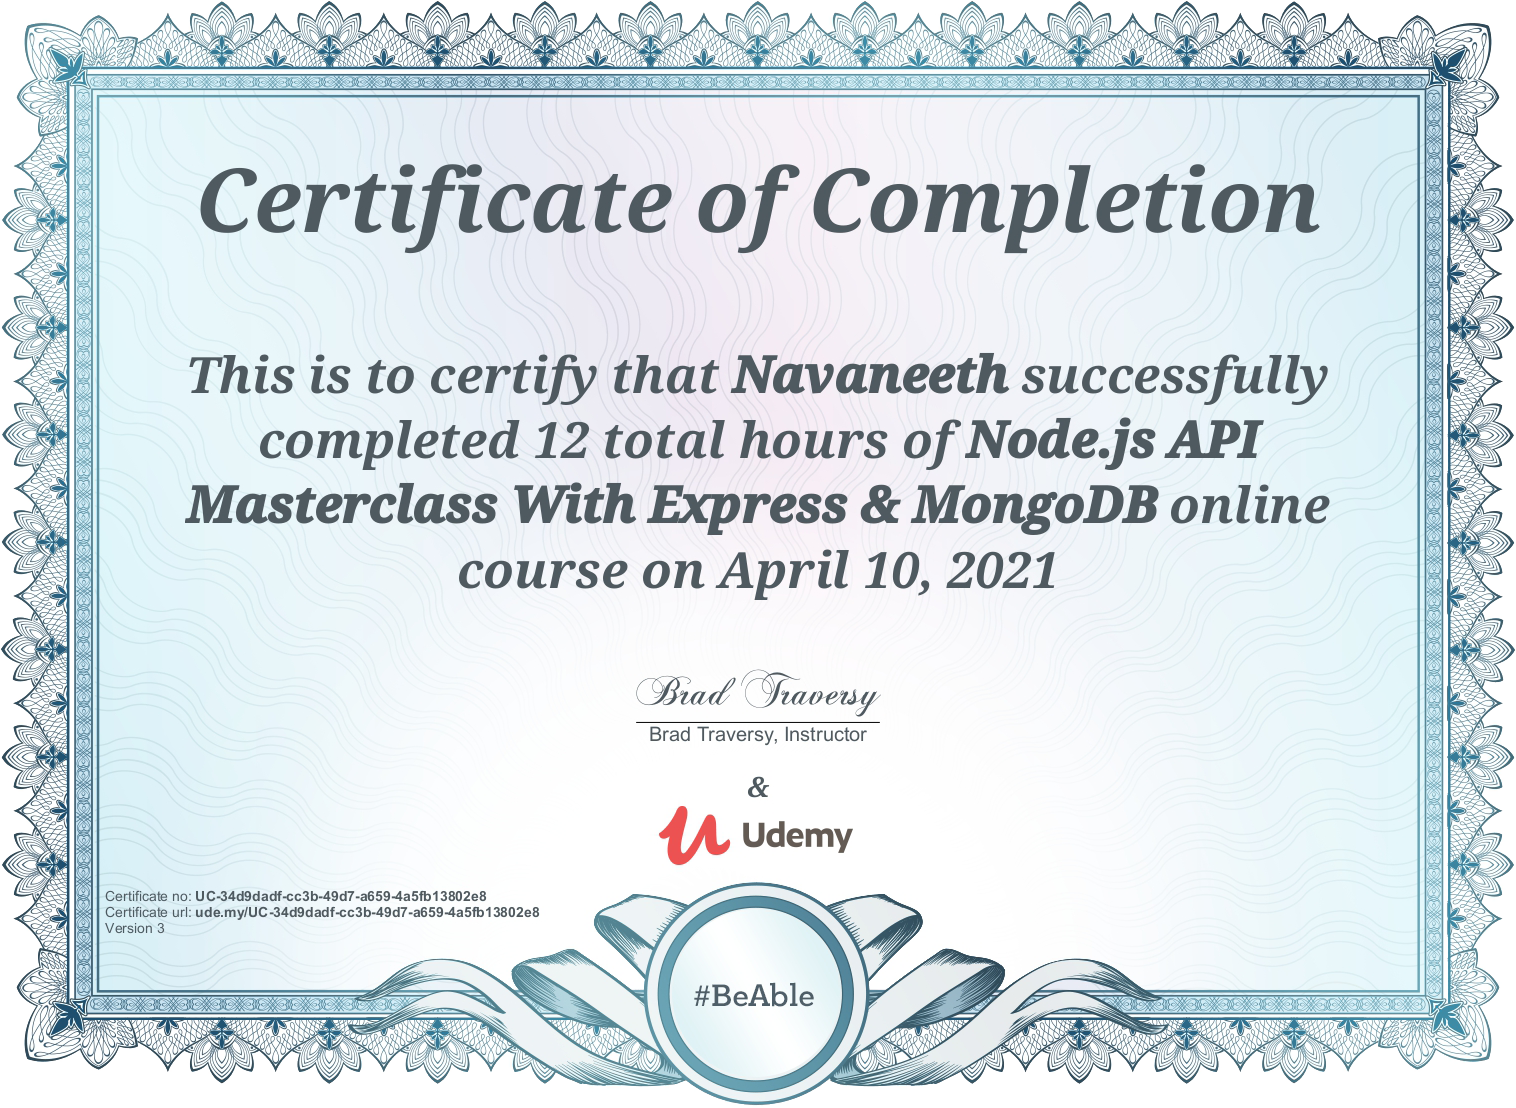 Certificate of Completion
This is to certify that Navaneeth successfully
completed 12 total hours of Node.js API
Masterclass With Express & MongoDB online
course on April 10, 2021
Brad Traversy
Brad Traversy, Instructor
&
Udemy
Certificate no: UC-34d9dadf-cc3b-49d7-a659-4a5fb13802e8
Certificate url: ude.my/UC-34d9dadf-cc3b-49d7-a659-4a5fb13802e8
Version 3
#BeAble